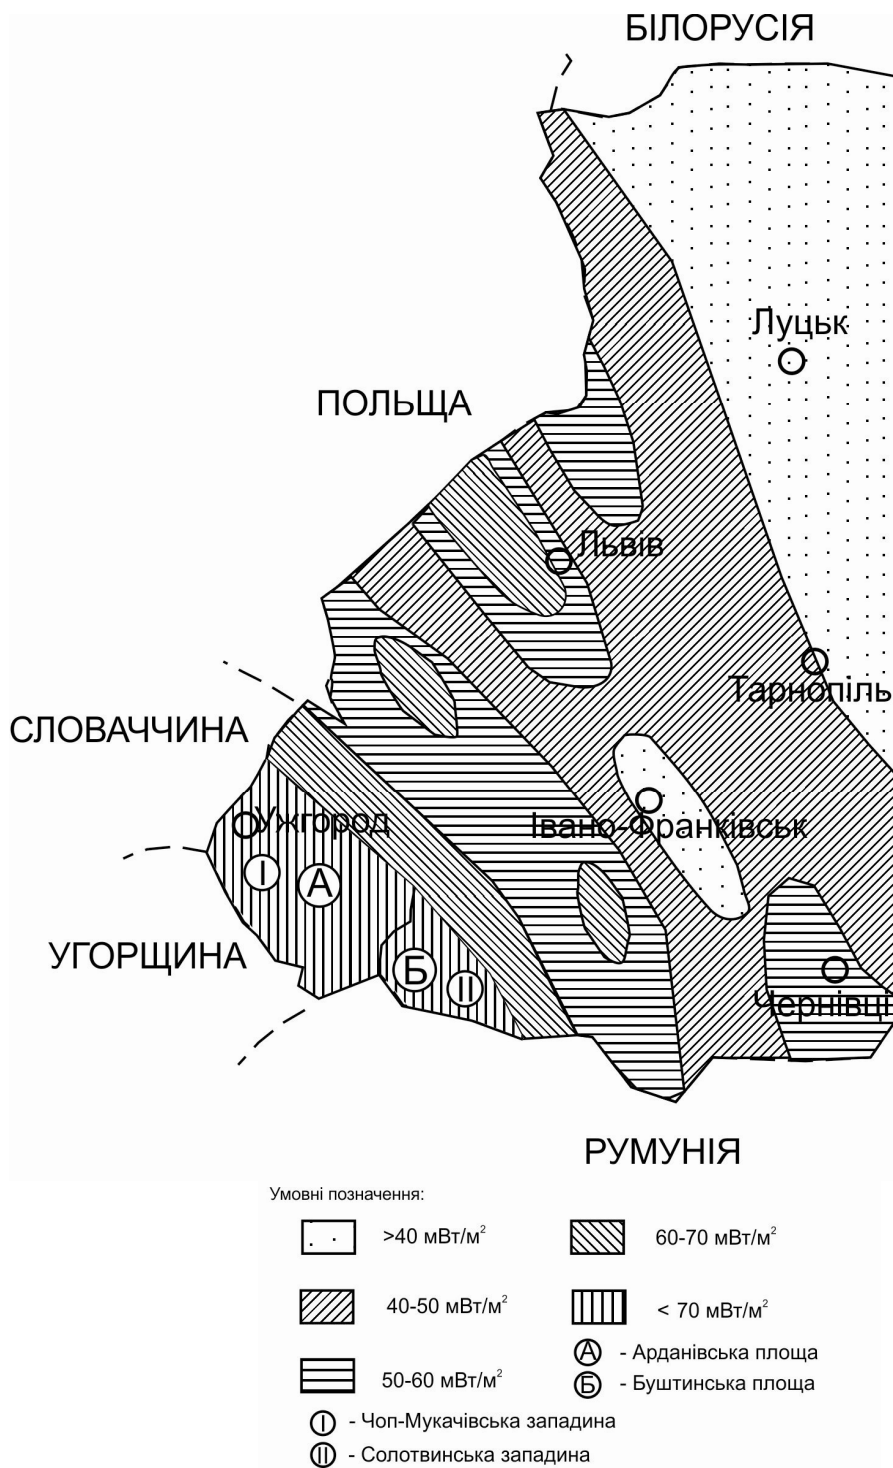 БІЛОРУСІЯ
Луцьк
ПОЛЬЩА
Львів
Тарнопіль
СЛОВАЧЧИНА
Ужгород
Івано-Франківськ
I
А
УГОРЩИНА
Б
II
Чернівці
РУМУНІЯ
Умовні позначення:
>40 мВт/м²
60-70 мВт/м²
40-50 мВт/м²
< 70 мВт/м²
А - Арданівська площа
50-60 мВт/м²
Б - Буштинська площа
I - Чоп-Мукачівська западина
II - Солотвинська западина